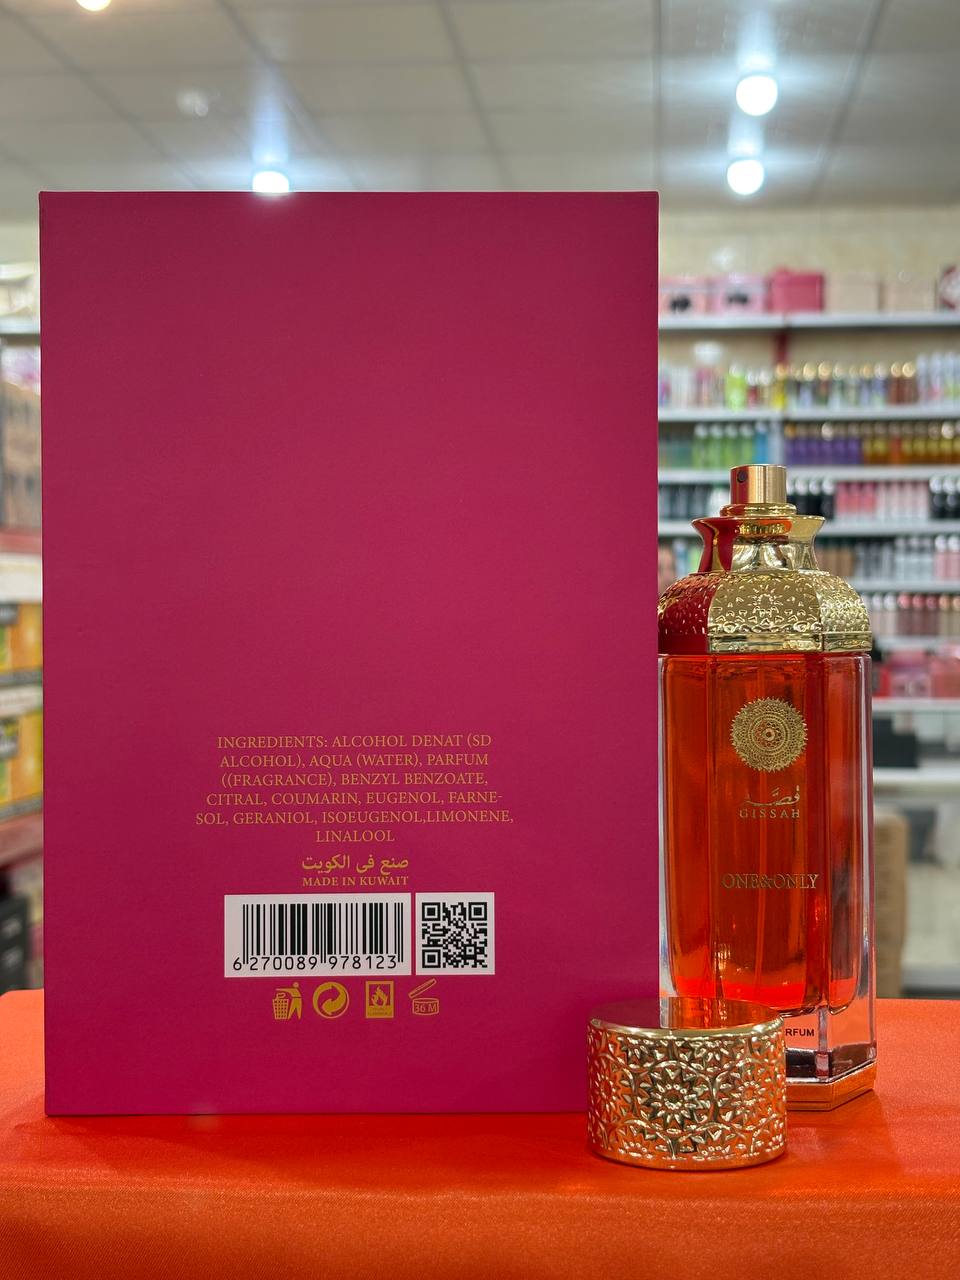 INGREDIENTS: ALCOHOL DENAT (SD
ALCOHOL), AQUA (WATER), PARFUM
((FRAGRANCE), BENZYL BENZOATE,
CITRAL, COUMARIN, EUGENOL, FARNE-
SOL, GERANIOL, ISOEUGENOL,LIMONENE,
LINALOOL
صنع في الكويت
MADE IN KUWAIT
6 270089 978123
36 M
قصة
GISSAH
ONE&ONLY
RFUM